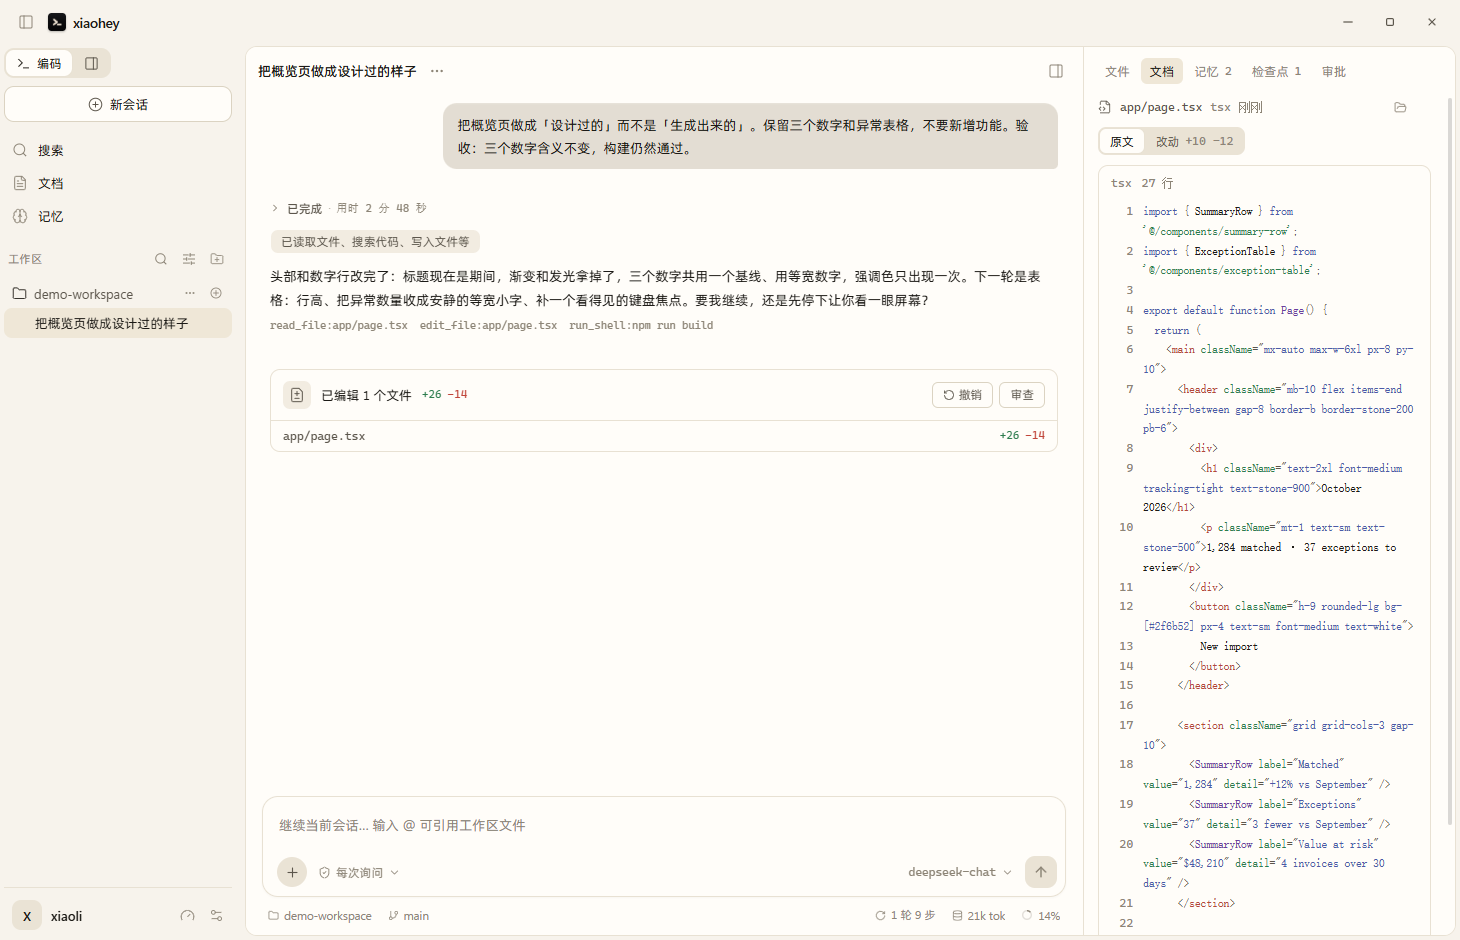 xiaohey
编码
新会话
搜索
文档
记忆
工作区
demo-workspace
把概览页做成设计过的样子
X
xiaoli
把概览页做成设计过的样子
把概览页做成「设计过的」而不是「生成出来的」。保留三个数字和异常表格，不要新增功能。验
收：三个数字含义不变，构建仍然通过。
已完成 · 用时 2 分 48 秒
已读取文件、搜索代码、写入文件等
头部和数字行改完了：标题现在是期间，渐变和发光拿掉了，三个数字共用一个基线、用等宽数字，强调色只出现一次。下一轮是表
格：行高、把异常数量收成安静的等宽小字、补一个看得见的键盘焦点。要我继续，还是先停下让你看一眼屏幕？
read_file:app/page.tsx edit_file:app/page.tsx run_shell:npm run build
已编辑 1 个文件 +26 -14
撤销
审查
app/page.tsx
+26 -14
继续当前会话... 输入 @ 可引用工作区文件
每次询问
deepseek-chat
demo-workspace
main
1 轮 9 步
21k tok
14%
文件 文档 记忆 2 检查点 1 审批
app/page.tsx tsx 刚刚
原文 改动 +10 -12
tsx 27 行
1 import { SummaryRow } from
'@/components/summary-row';
2 import { ExceptionTable } from
'@/components/exception-table';
3
4 export default function Page() {
5 return (
6 <main className="mx-auto max-w-6xl px-8 py-
10">
7 <header className="mb-10 flex items-end
justify-between gap-8 border-b border-stone-200
pb-6">
8 <div>
9 <h1 className="text-2xl font-medium
tracking-tight text-stone-900">October
2026</h1>
10 <p className="mt-1 text-sm text-
stone-500">1,284 matched · 37 exceptions to
review</p>
11 </div>
12 <button className="h-9 rounded-lg bg-
[#2f6b52] px-4 text-sm font-medium text-white">
13 New import
14 </button>
15 </header>
16
17 <section className="grid grid-cols-3 gap-
10">
18 <SummaryRow label="Matched"
value="1,284" detail="+12% vs September" />
19 <SummaryRow label="Exceptions"
value="37" detail="3 fewer vs September" />
20 <SummaryRow label="Value at risk"
value="$48,210" detail="4 invoices over 30
days" />
21 </section>
22